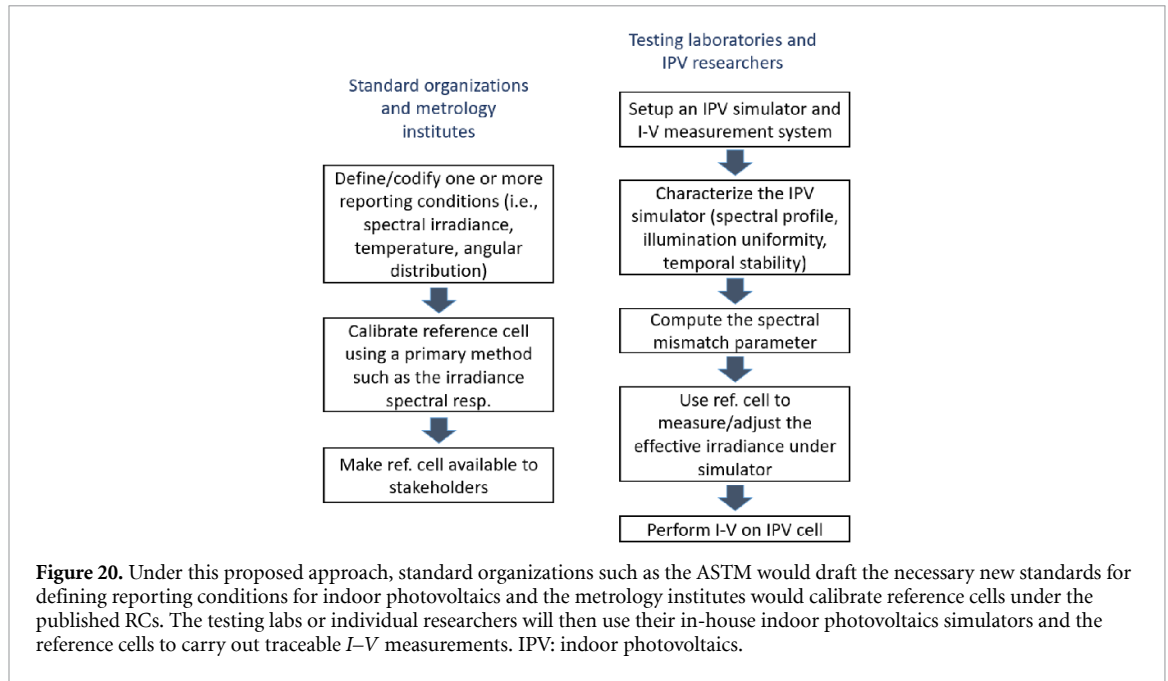 Standard organizations
and metrology
institutes
Define/codify one or more
reporting conditions (i.e.,
spectral irradiance,
temperature, angular
distribution)
Calibrate reference cell
using a primary method
such as the irradiance
spectral resp.
Make ref. cell available to
stakeholders
Testing laboratories and
IPV researchers
Setup an IPV simulator and
I-V measurement system
Characterize the IPV
simulator (spectral profile,
illumination uniformity,
temporal stability)
Compute the spectral
mismatch parameter
Use ref. cell to
measure/adjust the
effective irradiance under
simulator
Perform I-V on IPV cell
Figure 20. Under this proposed approach, standard organizations such as the ASTM would draft the necessary new standards for
defining reporting conditions for indoor photovoltaics and the metrology institutes would calibrate reference cells under the
published RCs. The testing labs or individual researchers will then use their in-house indoor photovoltaics simulators and the
reference cells to carry out traceable I–V measurements. IPV: indoor photovoltaics.